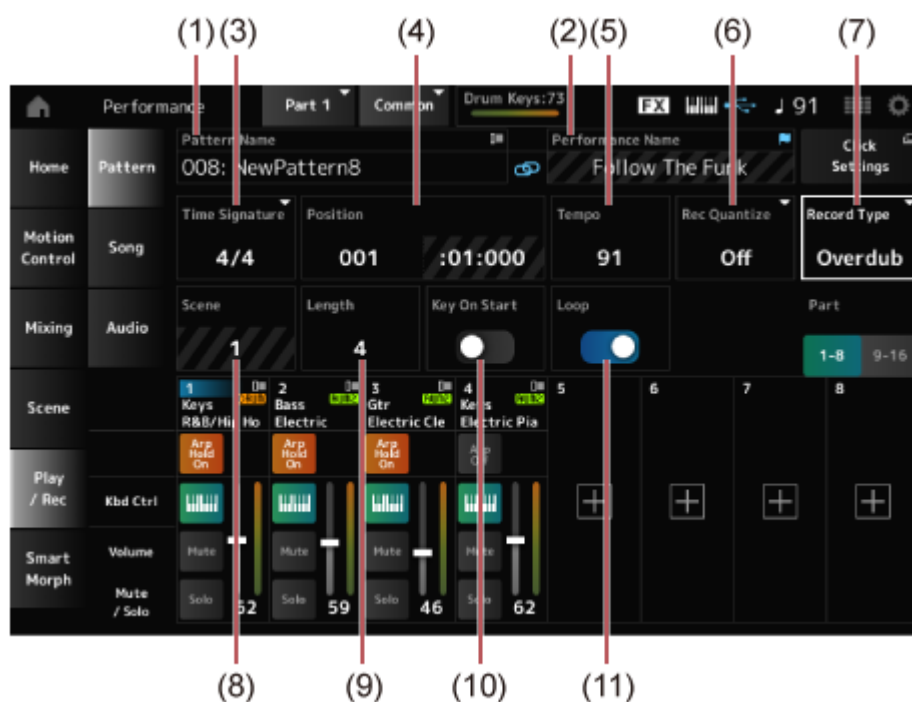 (1) (3) (4) (2) (5) (6) (7)
Performance Part 1 Common Drum Keys:73 FX ♩ 91
Pattern Name Performance Name Click
Home Pattern 008: NewPattern8 Follow The Funk Settings
Time Signature Position Tempo Rec Quantize Record Type
Motion
Control Song 4/4 001 :01:000 91 Off Overdub
Scene Length Key On Start Loop Part
Mixing Audio 1 4 1-8 9-16
Scene 1 2 3 4 5 6 7 8
Keys Bass Gtr Keys
R&B/Hip Ho Electric Electric Cle Electric Pia
Arp Hold On Arp Hold On Arp Hold On Arp Off
Play
/ Rec Kbd Ctrl
Smart
Morph Volume Mute Mute Mute Mute
Mute
/ Solo Solo 62 Solo 59 Solo 46 Solo 62
(8) (9) (10) (11)